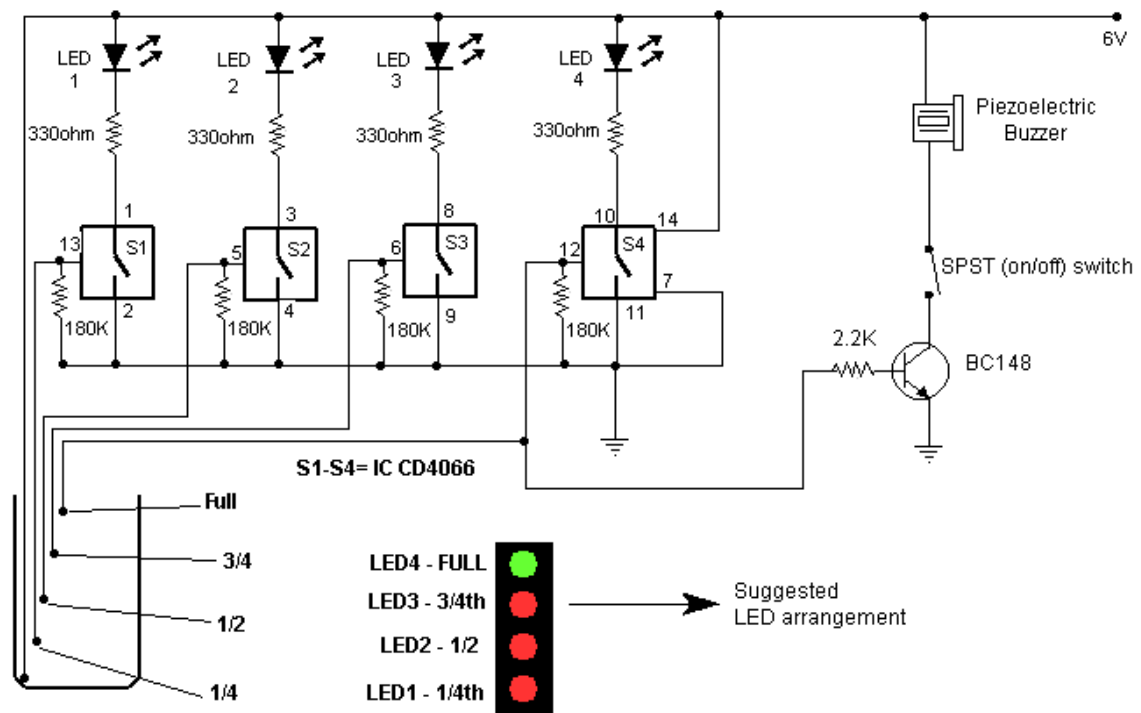 6V
LED
1
LED
2
LED
3
LED
4
Piezoelectric
Buzzer
330ohm
330ohm
330ohm
330ohm
1
3
8
10
14
13
S1
5
S2
6
S3
12
S4
7
SPST (on/off) switch
2
4
9
11
180K
180K
180K
180K
2.2K
BC148
S1-S4= IC CD4066
Full
3/4
1/2
1/4
LED4 - FULL
LED3 - 3/4th
LED2 - 1/2
LED1 - 1/4th
Suggested
LED arrangement